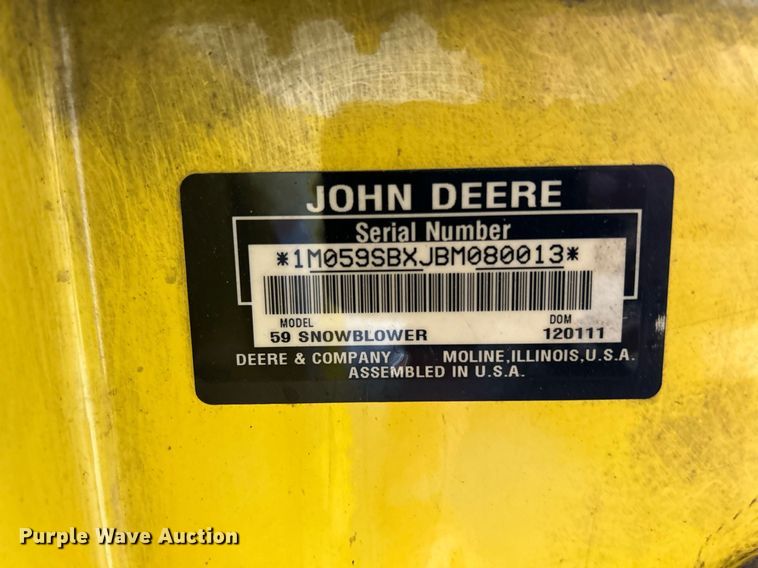 JOHN DEERE
Serial Number
*1M059SBXJBM080013*
MODEL DOM
59 SNOWBLOWER 120111
DEERE & COMPANY MOLINE, ILLINOIS, U.S.A.
ASSEMBLED IN U.S.A.
Purple Wave Auction